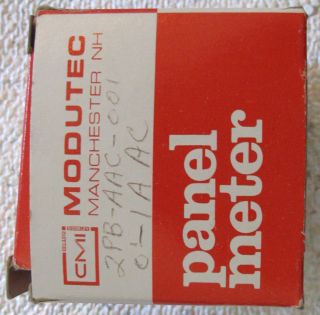 MODUTEC
MANCHESTER NH
CMI
2PB-AAC-001
0-1A AC
panel
meter